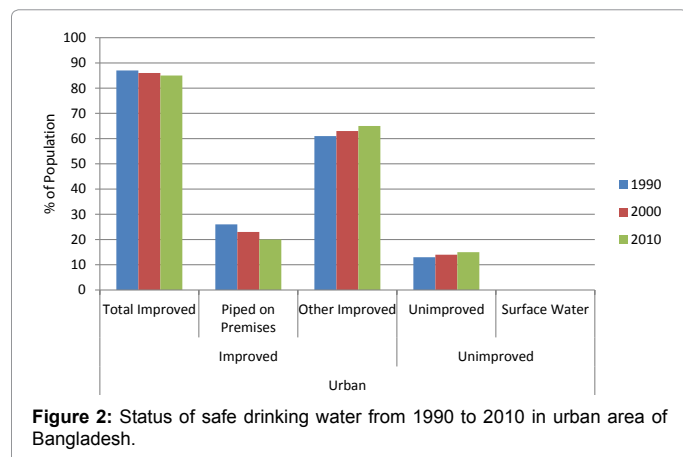 100
90
80
70
60
50
40
30
20
10
0
% of Population
Total Improved
Piped on
Premises
Other Improved
Unimproved
Surface Water
Improved
Unimproved
Urban
1990
2000
2010
Figure 2: Status of safe drinking water from 1990 to 2010 in urban area of
Bangladesh.